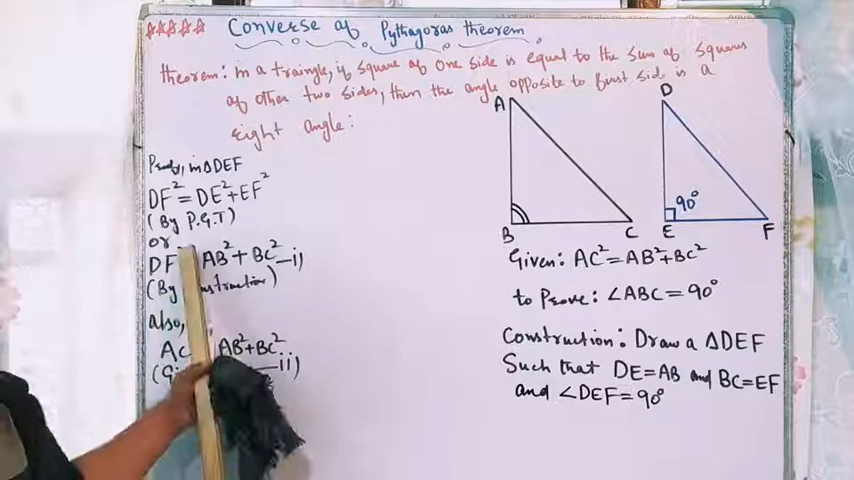 Converse of Pythagoras theorem
theorem: in a traingle, if square of one side is equal to the sum of squares
of other two sides, then the angle opposite to first side is a
right angle:
Proof, in ΔDEF
DF² = DE² + EF²
(By P.G.T)
or
DF AB² + BC² — i)
(By
Also,
AC AB² + BC²
— ii)
A
B
C
D
90°
E
F
Given: AC² = AB² + BC²
to Prove: ∠ABC = 90°
Construction: Draw a ΔDEF
Such that DE = AB and BC = EF
and ∠DEF = 90°